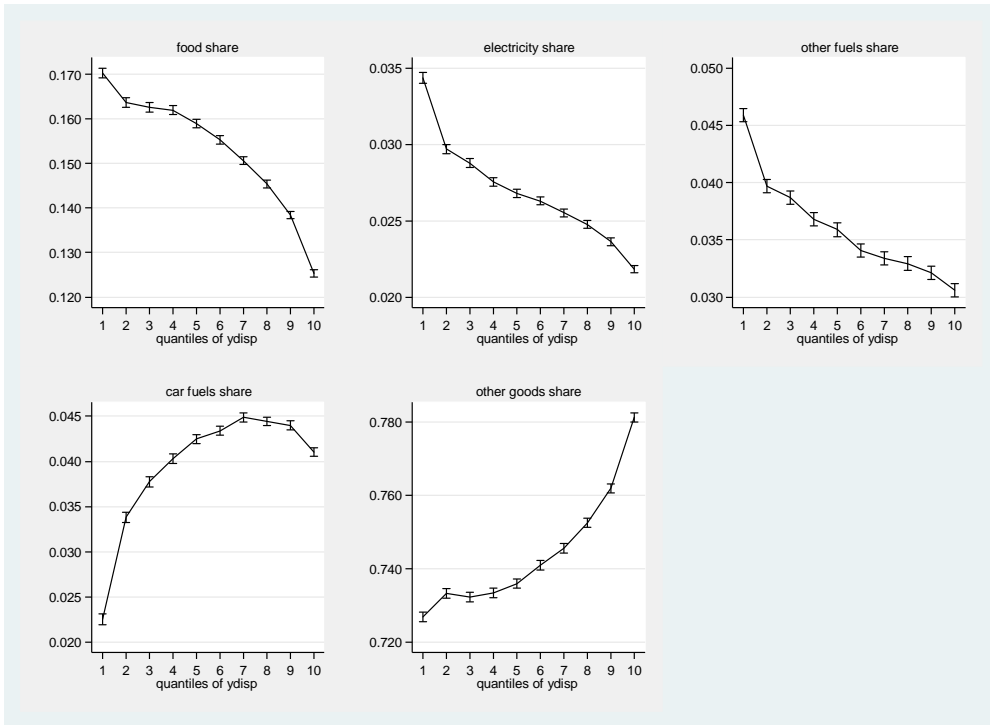 food share
0.170
0.160
0.150
0.140
0.130
0.120
1 2 3 4 5 6 7 8 9 10
quantiles of ydisp
electricity share
0.035
0.030
0.025
0.020
1 2 3 4 5 6 7 8 9 10
quantiles of ydisp
other fuels share
0.050
0.045
0.040
0.035
0.030
1 2 3 4 5 6 7 8 9 10
quantiles of ydisp
car fuels share
0.045
0.040
0.035
0.030
0.025
0.020
1 2 3 4 5 6 7 8 9 10
quantiles of ydisp
other goods share
0.780
0.760
0.740
0.720
1 2 3 4 5 6 7 8 9 10
quantiles of ydisp